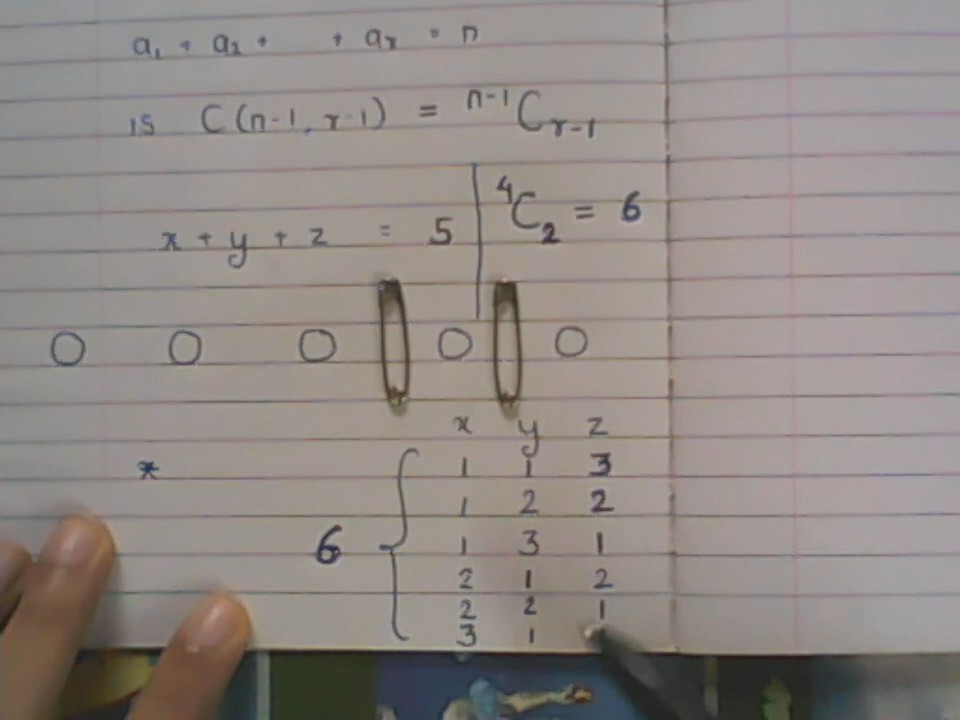 a₁ + a₂ + + aᵣ = n
is C(n-1, r-1) = ⁿ⁻¹Cᵣ₋₁
x + y + z = 5 | ⁴C₂ = 6
O O O O O
x y z
* 1 1 3
1 2 2
6 { 1 3 1
2 1 2
2 2 1
3 1